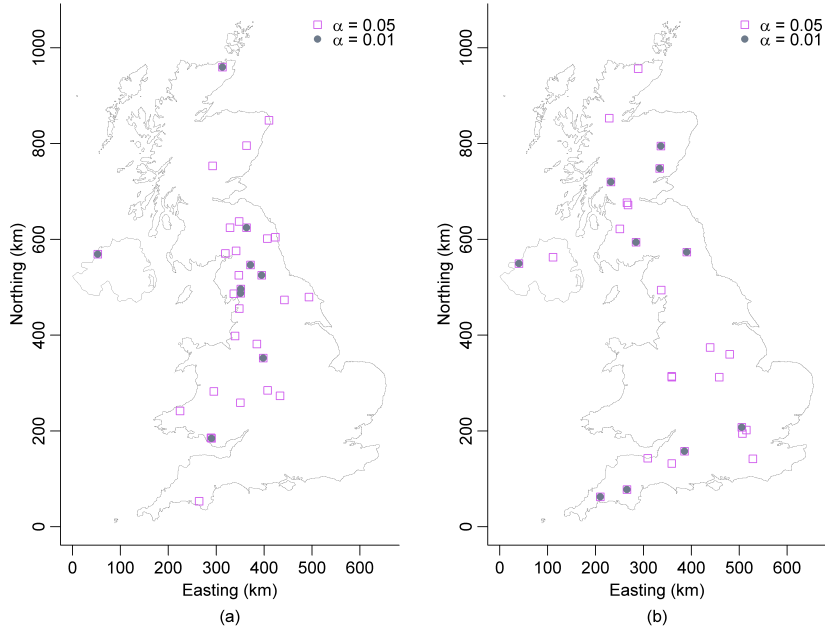 α = 0.05
α = 0.01
1000
800
600
400
200
0
Northing (km)
0 100 200 300 400 500 600
Easting (km)
(a)
α = 0.05
α = 0.01
1000
800
600
400
200
0
Northing (km)
0 100 200 300 400 500 600
Easting (km)
(b)